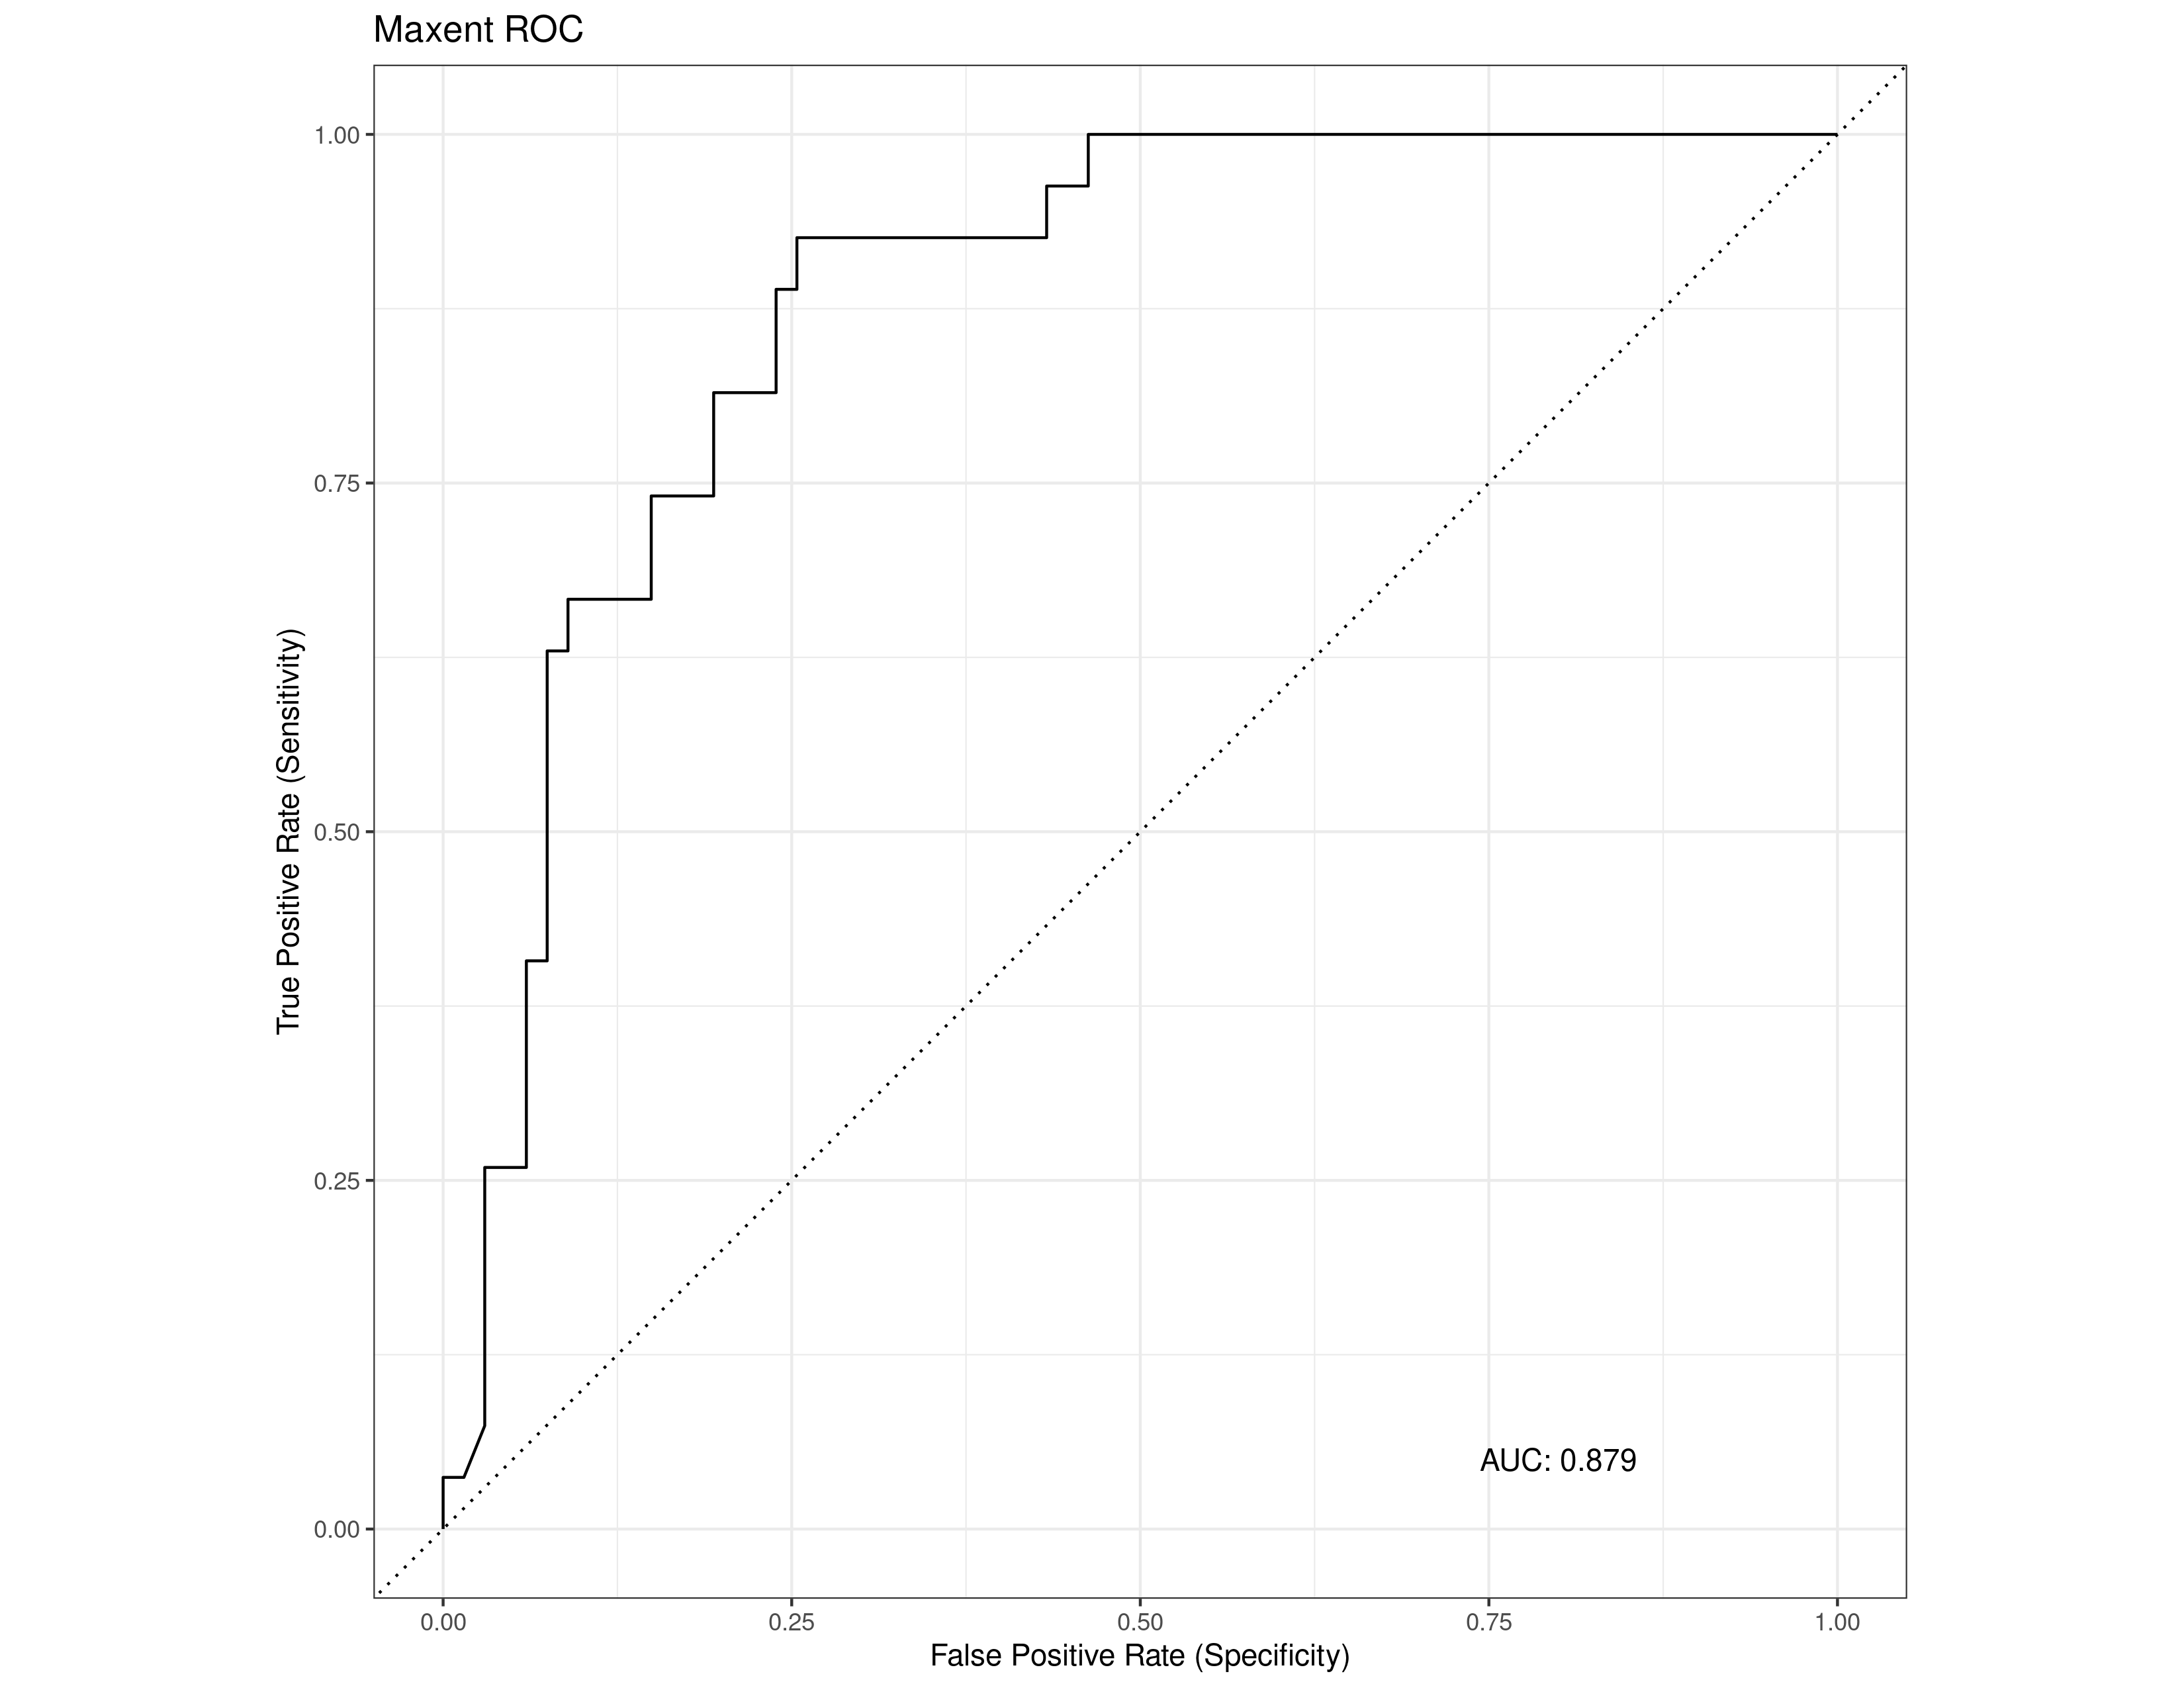 Maxent ROC
1.00
0.75
0.50
0.25
0.00
True Positive Rate (Sensitivity)
AUC: 0.879
0.00 0.25 0.50 0.75 1.00
False Positive Rate (Specificity)